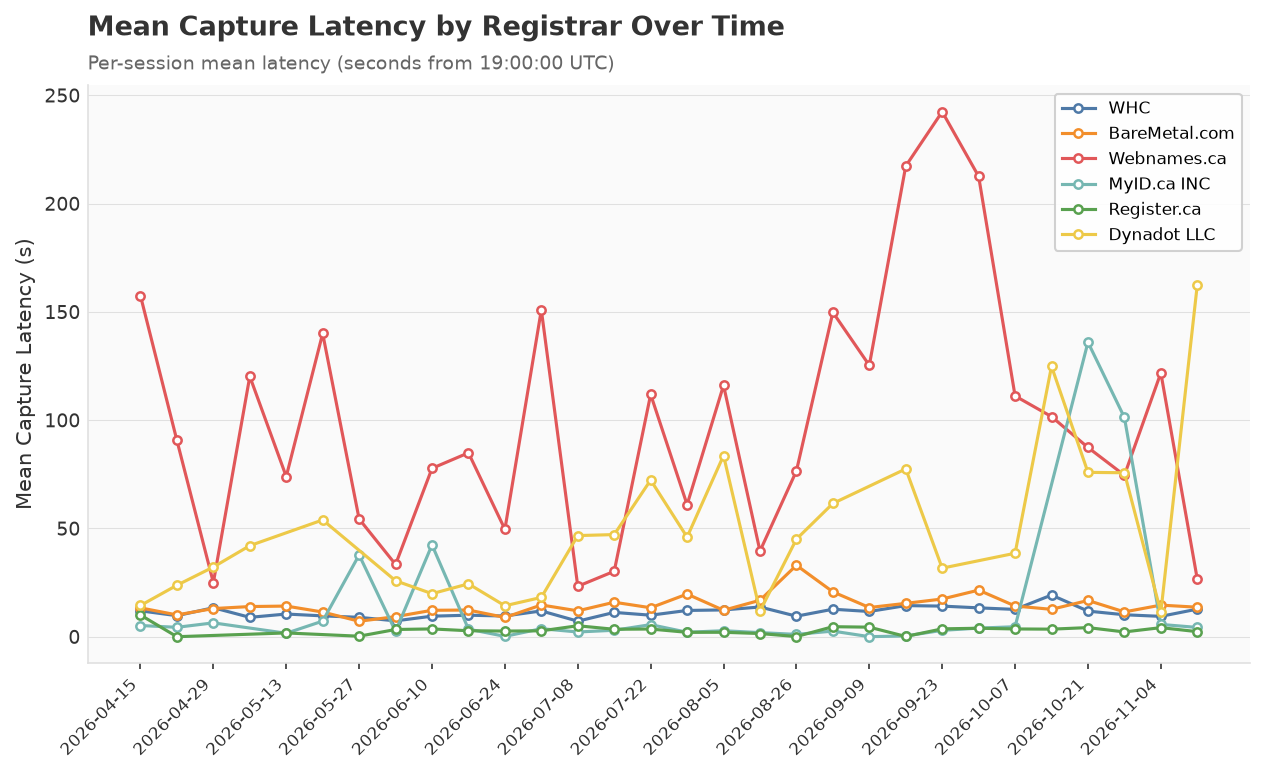 Mean Capture Latency by Registrar Over Time
Per-session mean latency (seconds from 19:00:00 UTC)
Mean Capture Latency (s)
250
200
150
100
50
0
WHC
BareMetal.com
Webnames.ca
MyID.ca INC
Register.ca
Dynadot LLC
2026-04-15
2026-04-29
2026-05-13
2026-05-27
2026-06-10
2026-06-24
2026-07-08
2026-07-22
2026-08-05
2026-08-26
2026-09-09
2026-09-23
2026-10-07
2026-10-21
2026-11-04